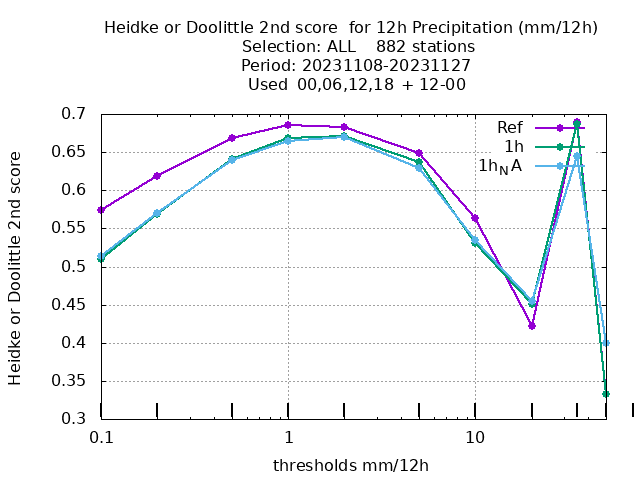 Heidke or Doolittle 2nd score  for 12h Precipitation (mm/12h)
Selection: ALL    882 stations
Period: 20231108-20231127
Used  00,06,12,18  + 12-00
Heidke or Doolittle 2nd score
0.7
0.65
0.6
0.55
0.5
0.45
0.4
0.35
0.3
Ref
1h
1h_NA
0.1
1
10
thresholds mm/12h